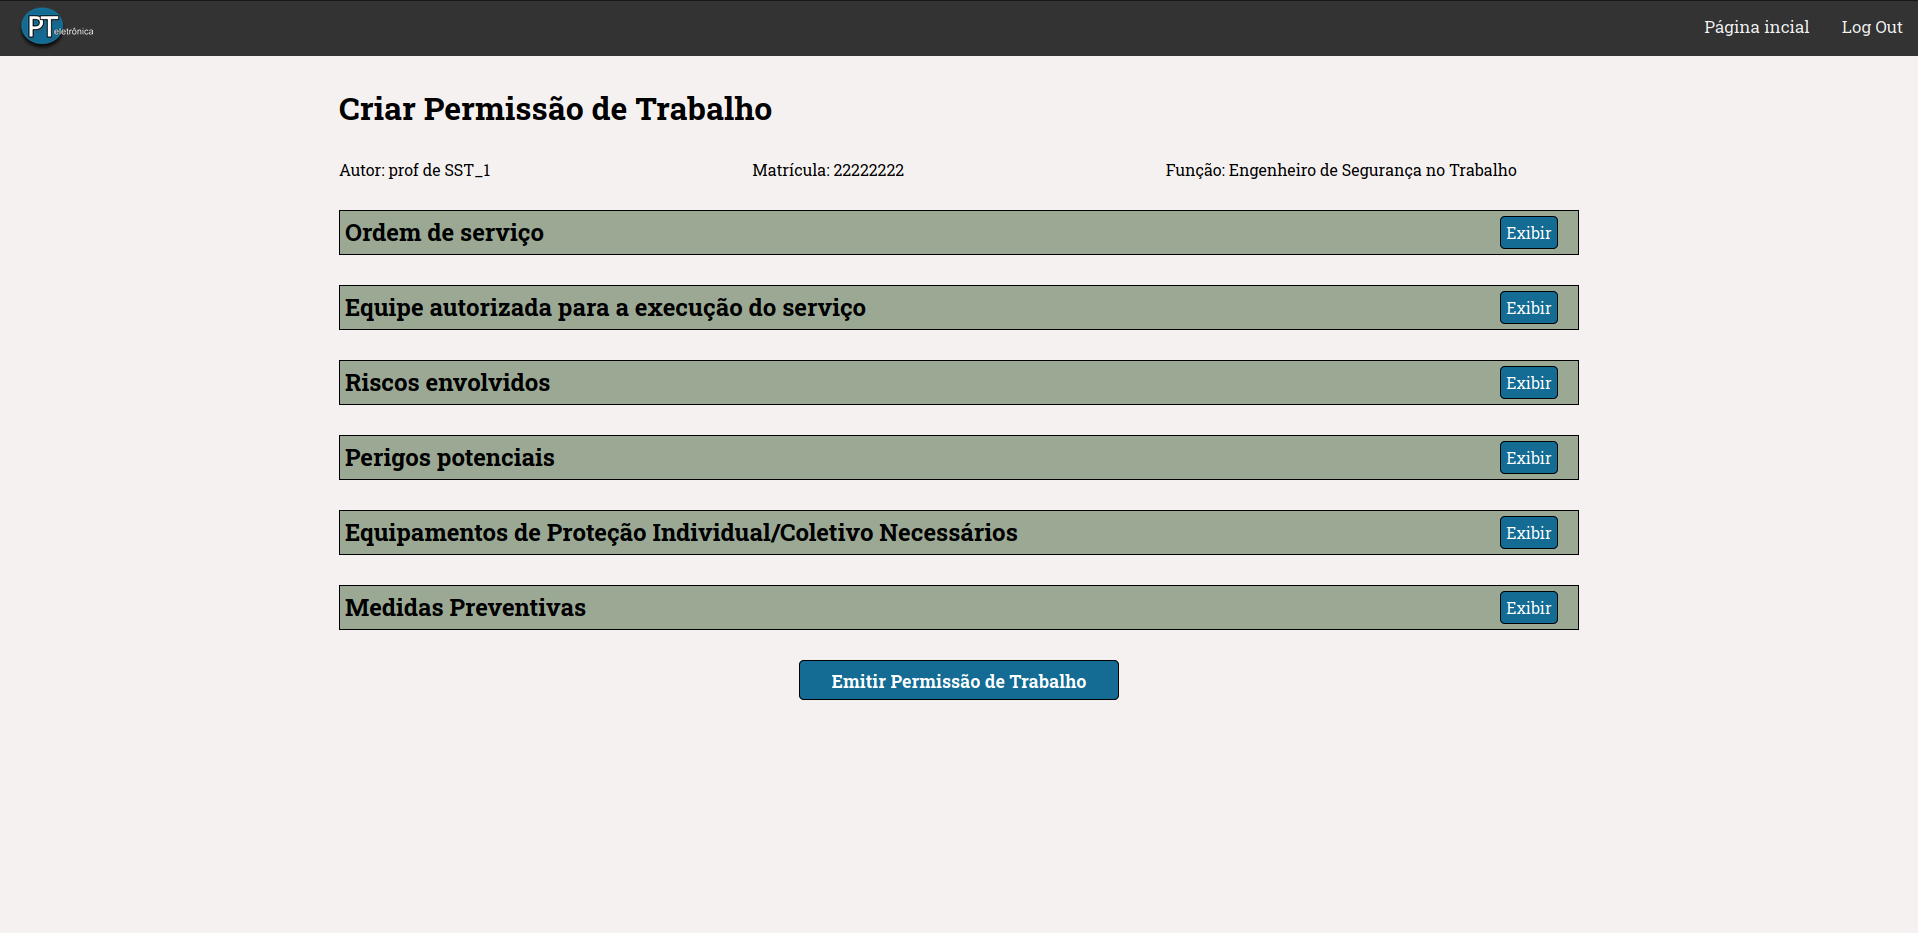 PT eletrônica
Página incial
Log Out
Criar Permissão de Trabalho
Autor: prof de SST_1
Matrícula: 22222222
Função: Engenheiro de Segurança no Trabalho
Ordem de serviço
Exibir
Equipe autorizada para a execução do serviço
Exibir
Riscos envolvidos
Exibir
Perigos potenciais
Exibir
Equipamentos de Proteção Individual/Coletivo Necessários
Exibir
Medidas Preventivas
Exibir
Emitir Permissão de Trabalho